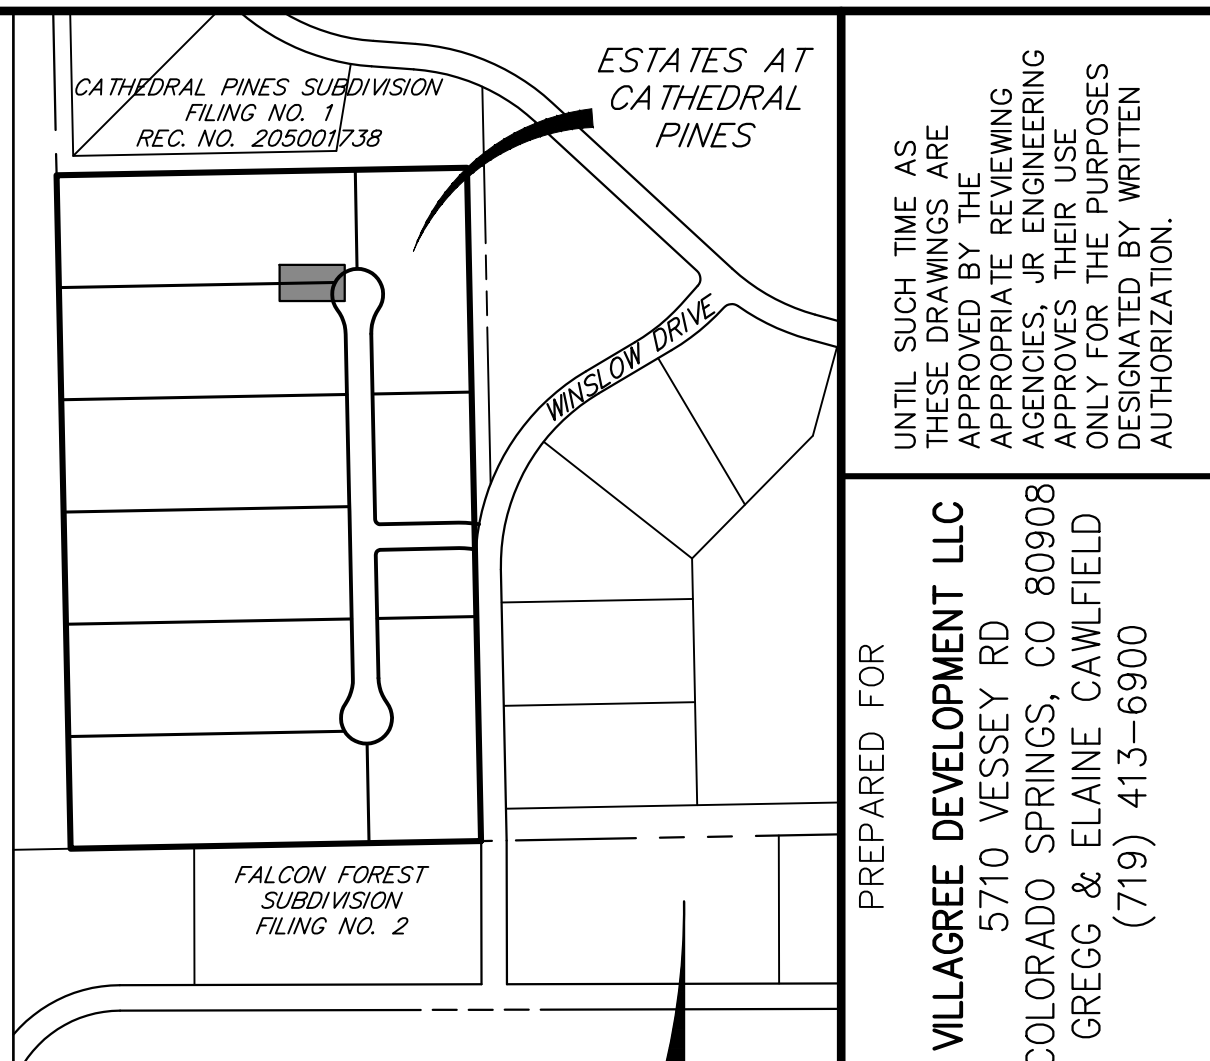 CATHEDRAL PINES SUBDIVISION
FILING NO. 1
REC. NO. 205001738
ESTATES AT
CATHEDRAL
PINES
WINSLOW DRIVE
FALCON FOREST
SUBDIVISION
FILING NO. 2
UNTIL SUCH TIME AS
THESE DRAWINGS ARE
APPROVED BY THE
APPROPRIATE REVIEWING
AGENCIES, JR ENGINEERING
APPROVES THEIR USE
ONLY FOR THE PURPOSES
DESIGNATED BY WRITTEN
AUTHORIZATION.
PREPARED FOR
VILLAGREE DEVELOPMENT LLC
5710 VESSEY RD
COLORADO SPRINGS, CO 80908
GREGG & ELAINE CAWLFIELD
(719) 413-6900